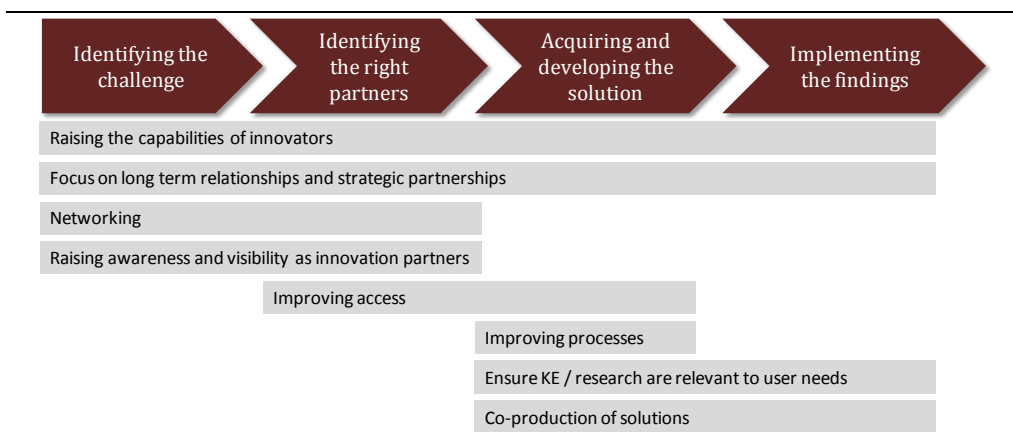 Identifying the
challenge
Identifying
the right
partners
Acquiring and
developing the
solution
Implementing
the findings
Raising the capabilities of innovators
Focus on long term relationships and strategic partnerships
Networking
Raising awareness and visibility as innovation partners
Improving access
Improving processes
Ensure KE / research are relevant to user needs
Co-production of solutions